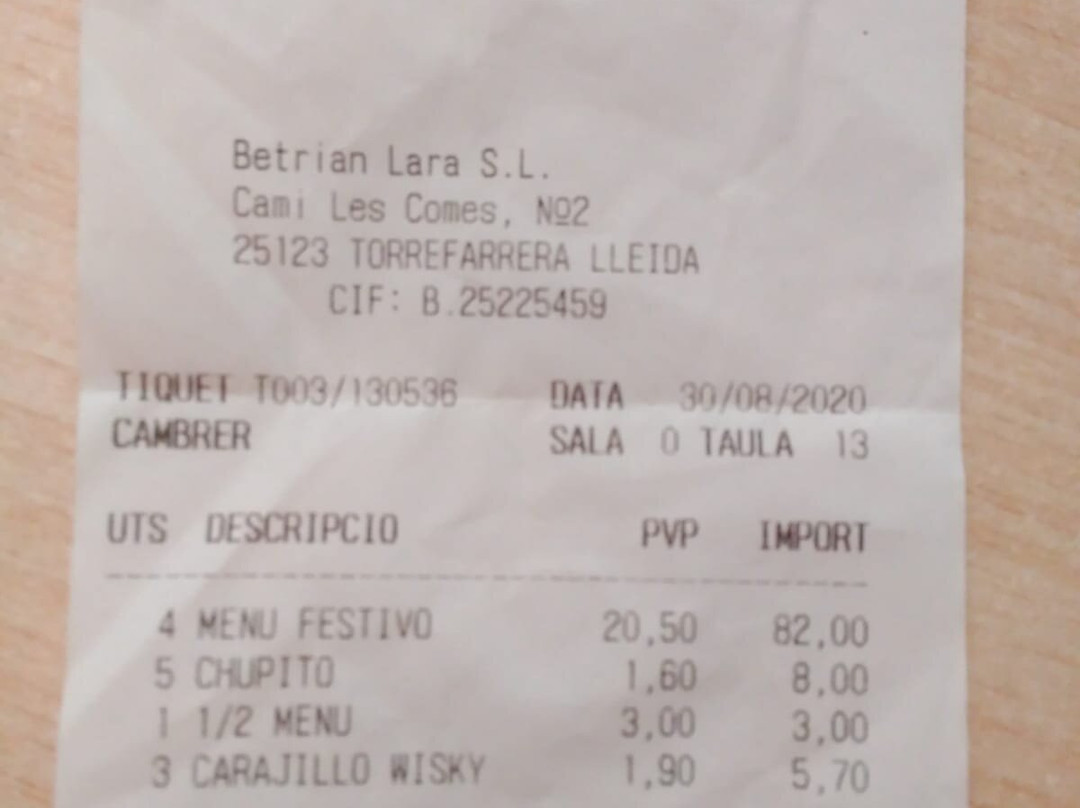 Betrian Lara S.L.
Cami Les Comes, Nº2
25123 TORREFARRERA LLEIDA
CIF: B.25225459
TIQUET T003/130536 DATA 30/08/2020
CAMBRER SALA 0 TAULA 13
UTS DESCRIPCIO PVP IMPORT
4 MENU FESTIVO 20,50 82,00
5 CHUPITO 1,60 8,00
1 1/2 MENU 3,00 3,00
3 CARAJILLO WISKY 1,90 5,70